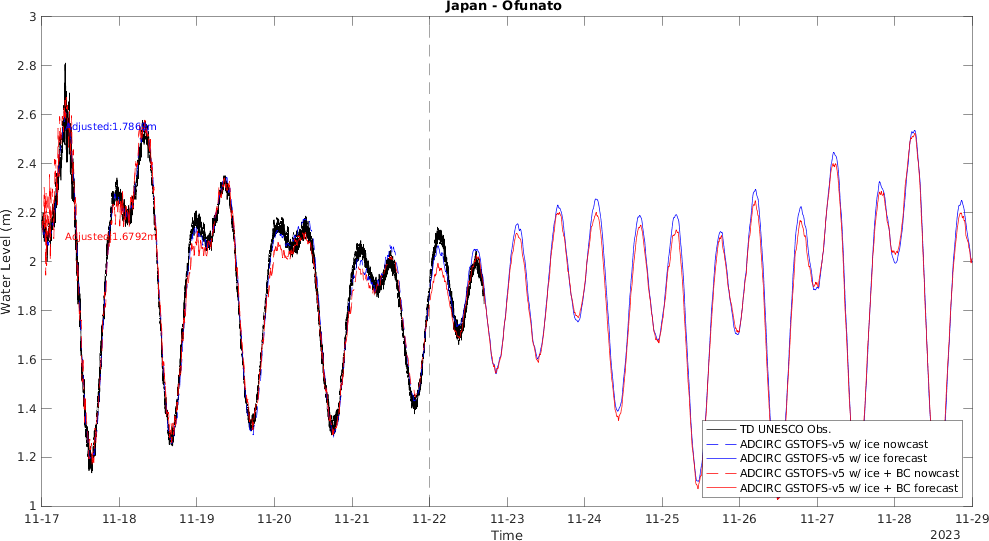 Japan - Ofunato
3
2.8
2.6
2.4
2.2
2
1.8
1.6
1.4
1.2
1
Water Level (m)
Adjusted:1.6792m
TD UNESCO Obs.
ADCIRC GSTOFS-v5 w/ ice nowcast
ADCIRC GSTOFS-v5 w/ ice forecast
ADCIRC GSTOFS-v5 w/ ice + BC nowcast
ADCIRC GSTOFS-v5 w/ ice + BC forecast
11-17 11-18 11-19 11-20 11-21 11-22 11-23 11-24 11-25 11-26 11-27 11-28 11-29
Time
2023